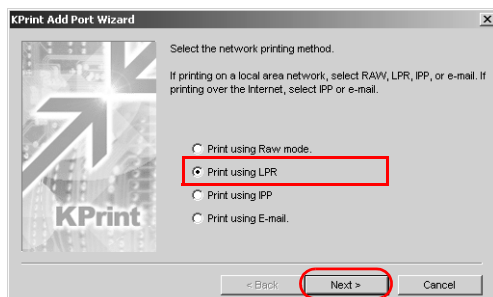 KPrint Add Port Wizard
Select the network printing method.
If printing on a local area network, select RAW, LPR, IPP, or e-mail. If
printing over the Internet, select IPP or e-mail.
Print using Raw mode.
Print using LPR
Print using IPP
Print using E-mail.
KPrint
< Back
Next >
Cancel